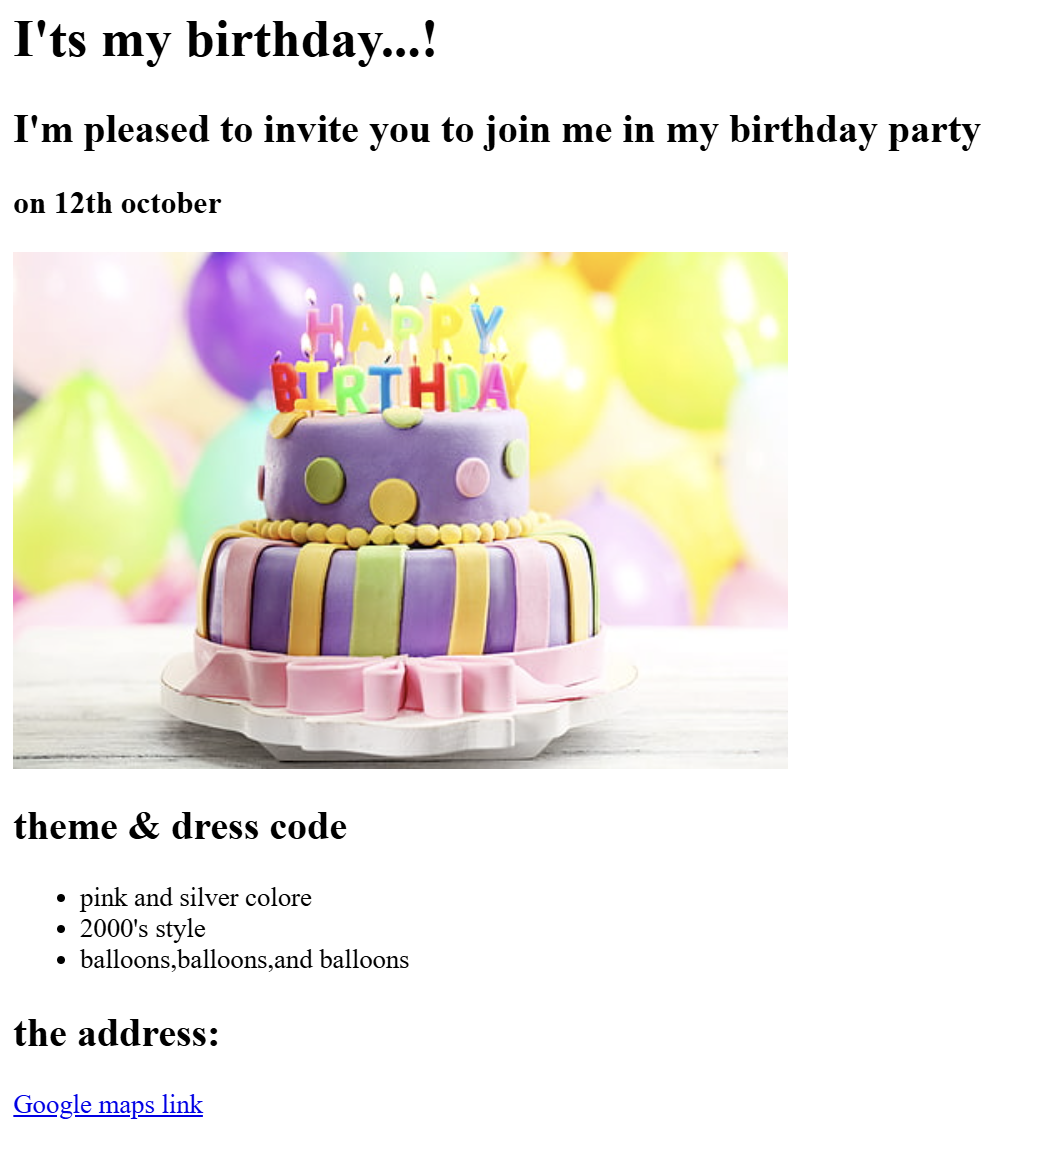 I'ts my birthday...!
I'm pleased to invite you to join me in my birthday party
on 12th october
HAPPY
BIRTHDAY
theme & dress code
pink and silver colore
2000's style
balloons,balloons,and balloons
the address:
Google maps link